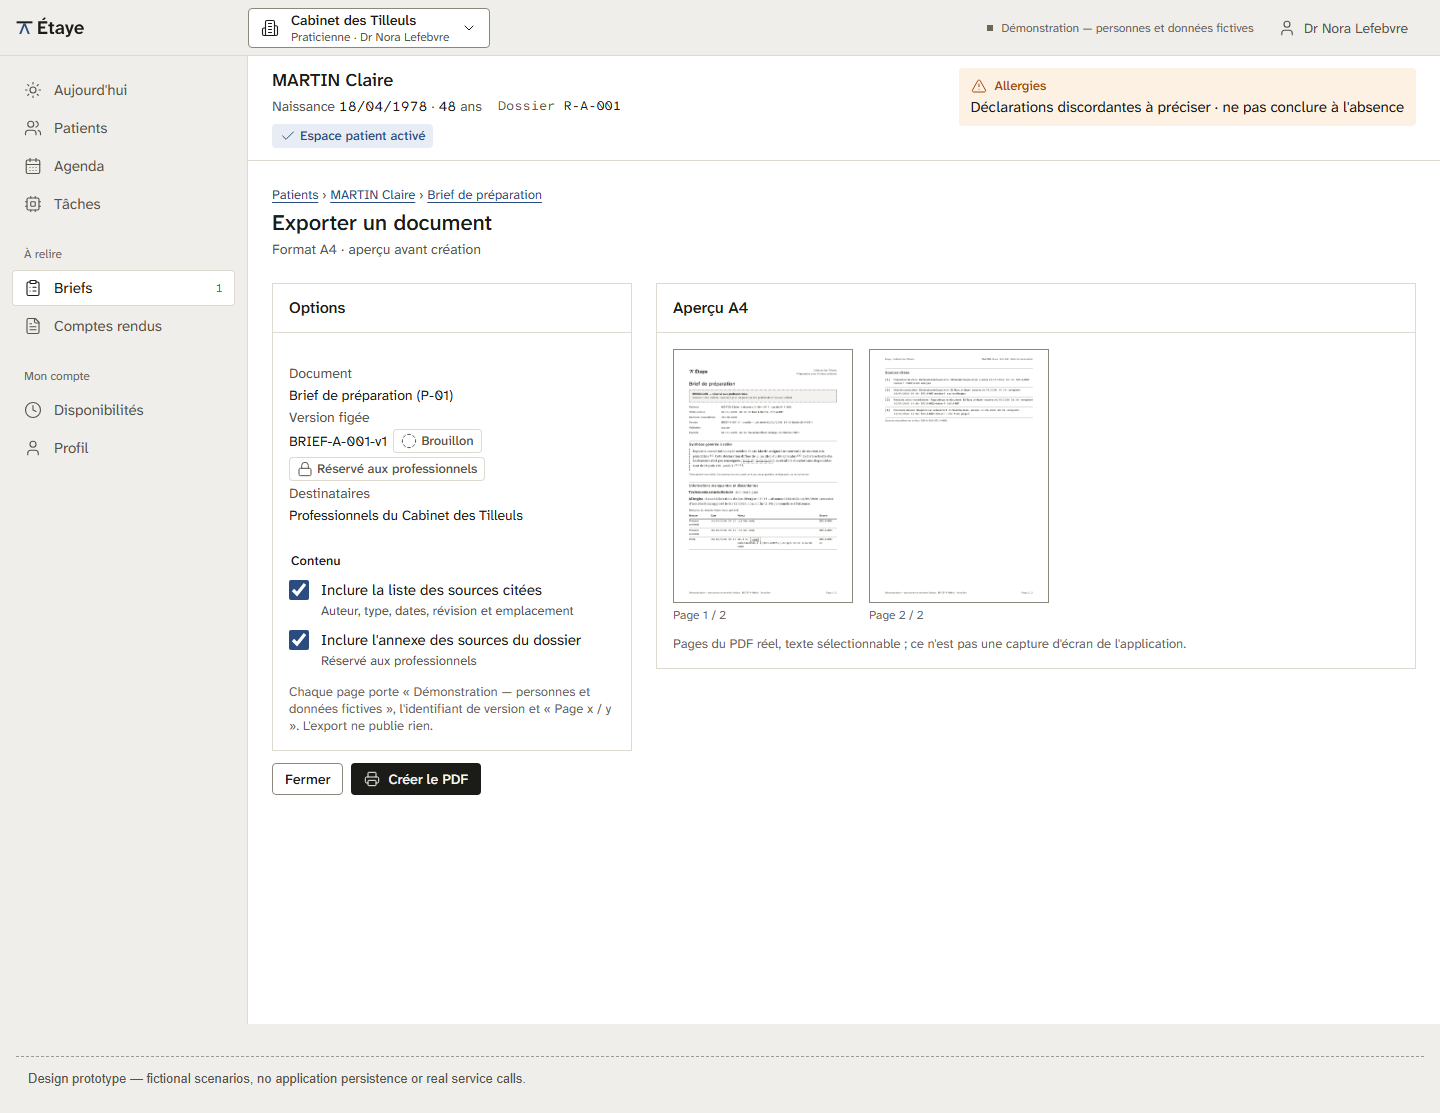 Étaye
Cabinet des Tilleuls
Praticienne · Dr Nora Lefebvre
Démonstration — personnes et données fictives
Dr Nora Lefebvre
Aujourd'hui
Patients
Agenda
Tâches
À relire
Briefs 1
Comptes rendus
Mon compte
Disponibilités
Profil
MARTIN Claire
Naissance 18/04/1978 · 48 ans Dossier R-A-001
Espace patient activé
Allergies
Déclarations discordantes à préciser · ne pas conclure à l'absence
Patients › MARTIN Claire › Brief de préparation
Exporter un document
Format A4 · aperçu avant création
Options
Document
Brief de préparation (P-01)
Version figée
BRIEF-A-001-v1 Brouillon
Réservé aux professionnels
Destinataires
Professionnels du Cabinet des Tilleuls
Contenu
Inclure la liste des sources citées
Auteur, type, dates, révision et emplacement
Inclure l'annexe des sources du dossier
Réservé aux professionnels
Chaque page porte « Démonstration — personnes et
données fictives », l'identifiant de version et « Page x / y
». L'export ne publie rien.
Fermer
Créer le PDF
Aperçu A4
Étaye
Brief de préparation
Page 1 / 2
Page 2 / 2
Pages du PDF réel, texte sélectionnable ; ce n'est pas une capture d'écran de l'application.
Design prototype — fictional scenarios, no application persistence or real service calls.